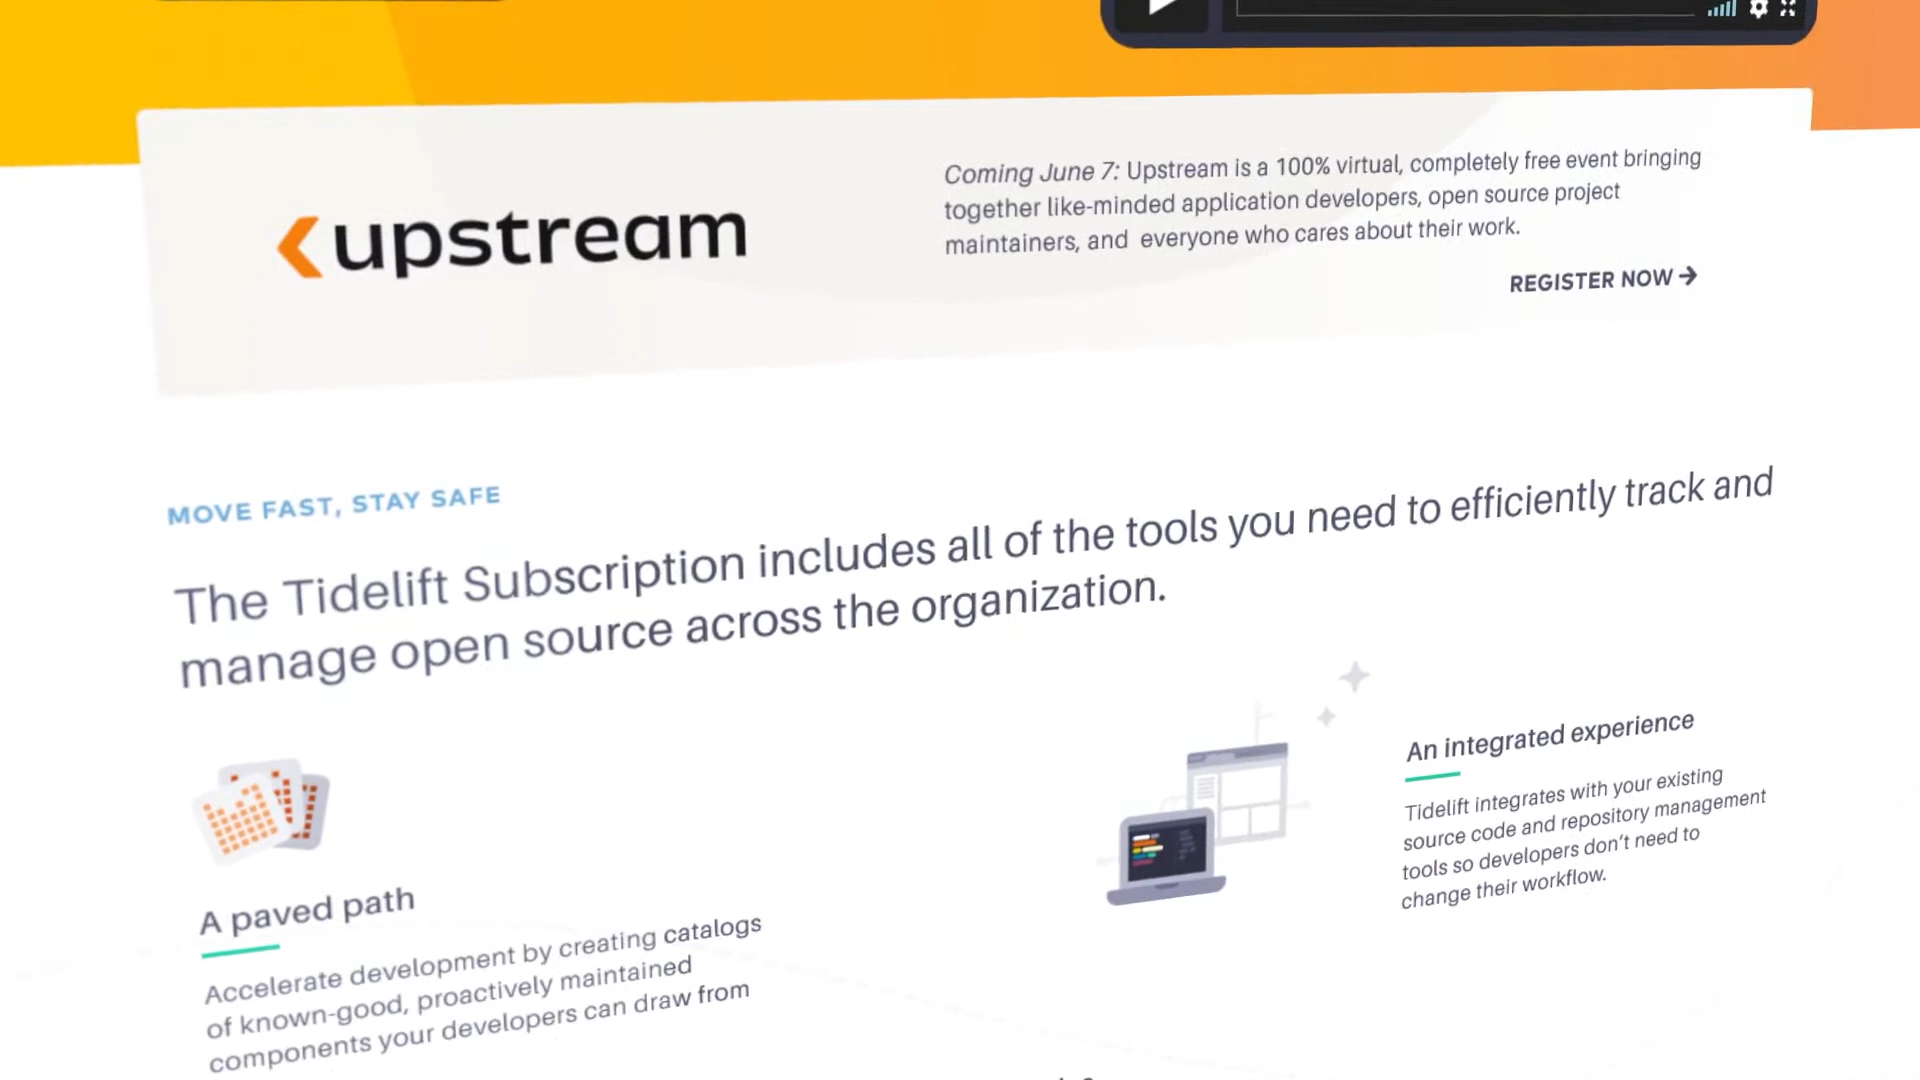 upstream
Coming June 7: Upstream is a 100% virtual, completely free event bringing
together like-minded application developers, open source project
maintainers, and everyone who cares about their work.
REGISTER NOW →
MOVE FAST, STAY SAFE
The Tidelift Subscription includes all of the tools you need to efficiently track and
manage open source across the organization.
A paved path
Accelerate development by creating catalogs
of known-good, proactively maintained
components your developers can draw from
An integrated experience
Tidelift integrates with your existing
source code and repository management
tools so developers don't need to
change their workflow.